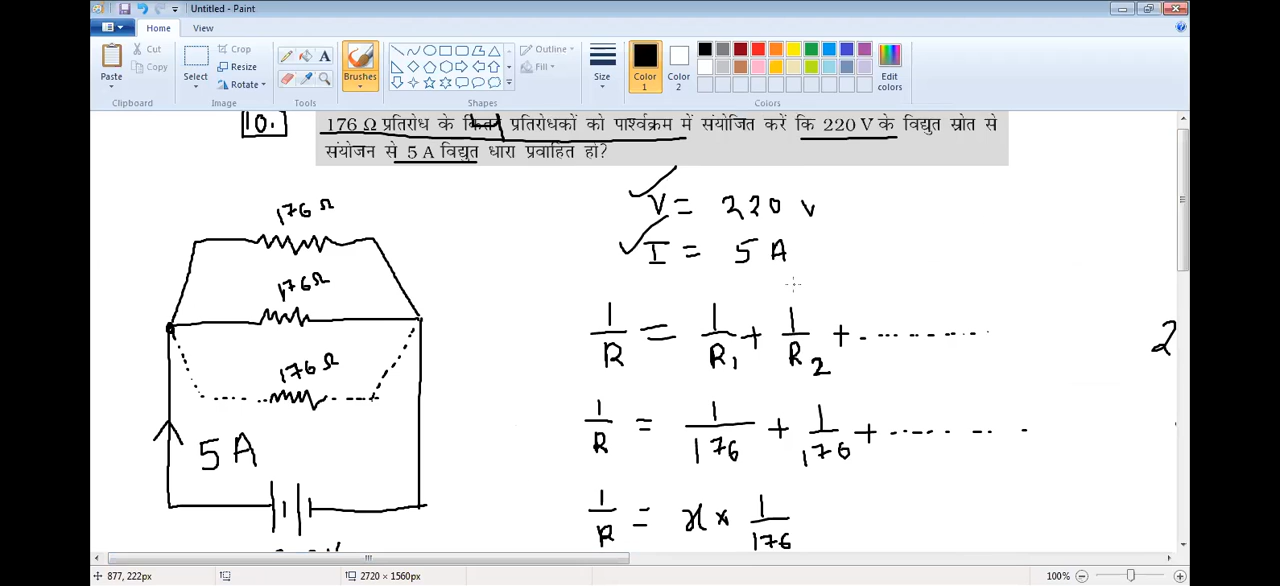 Untitled - Paint
Home View
Paste
Cut
Copy
Clipboard
Select
Crop
Resize
Rotate
Image
A
Tools
Brushes
Outline
Fill
Shapes
Size
Color 1
Color 2
Edit colors
Colors
10.
176 Ω प्रतिरोध के कितने प्रतिरोधकों को पार्श्वक्रम में संयोजित करें कि 220 V के विद्युत स्रोत से
संयोजन से 5 A विद्युत धारा प्रवाहित हो?
176 Ω
176 Ω
176 Ω
5 A
V = 220 v
I = 5 A
1/R = 1/R1 + 1/R2 + ..........
1/R = 1/176 + 1/176 + ..........
1/R = x × 1/176
2
877, 222px
2720 × 1560px
100%